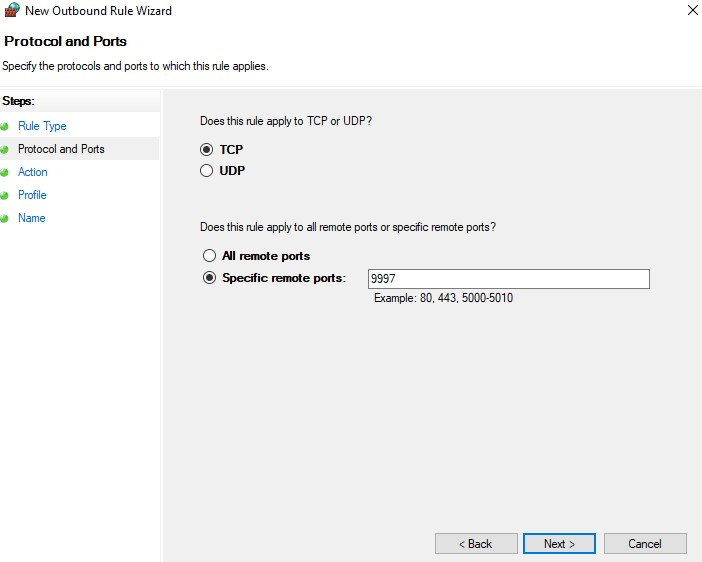 New Outbound Rule Wizard
Protocol and Ports
Specify the protocols and ports to which this rule applies.
Steps:
Rule Type
Protocol and Ports
Action
Profile
Name
Does this rule apply to TCP or UDP?
TCP
UDP
Does this rule apply to all remote ports or specific remote ports?
All remote ports
Specific remote ports: 9997
Example: 80, 443, 5000-5010
< Back Next > Cancel